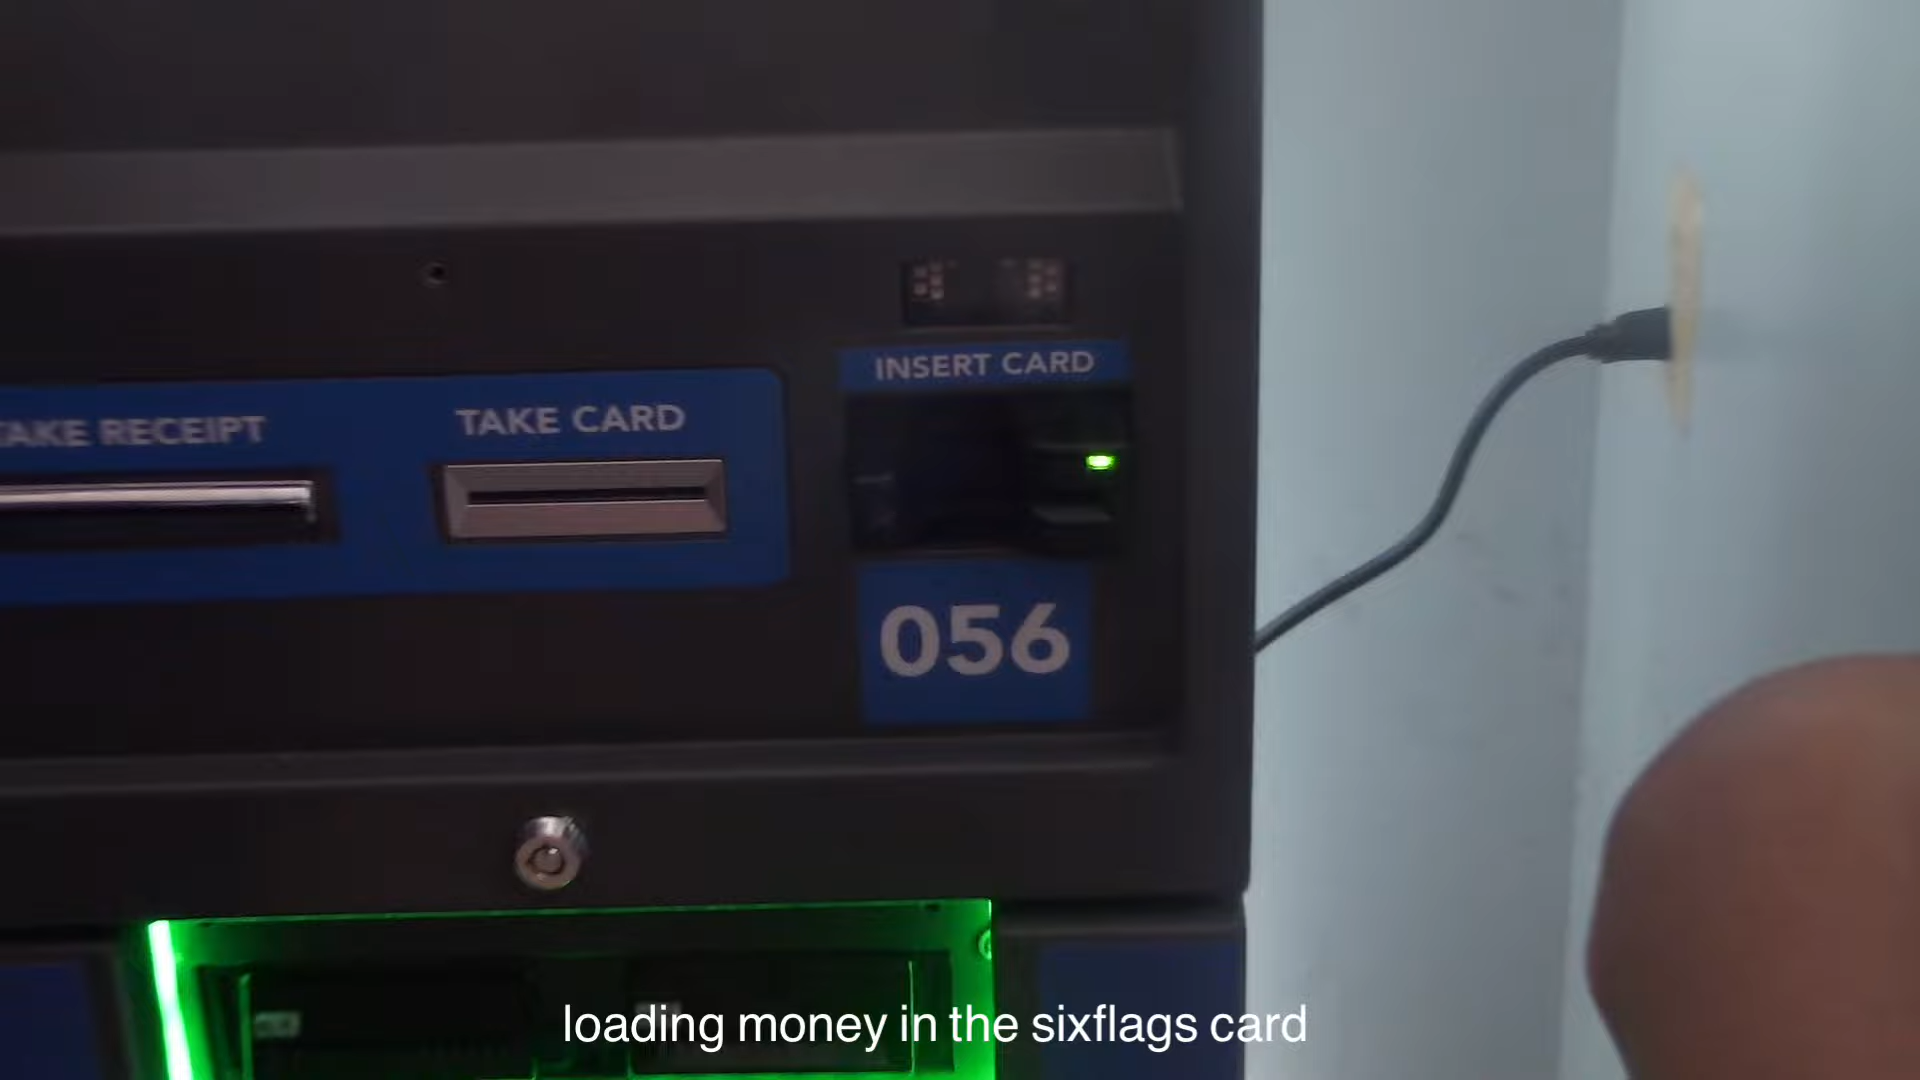 INSERT CARD
TAKE RECEIPT
TAKE CARD
056
loading money in the sixflags card